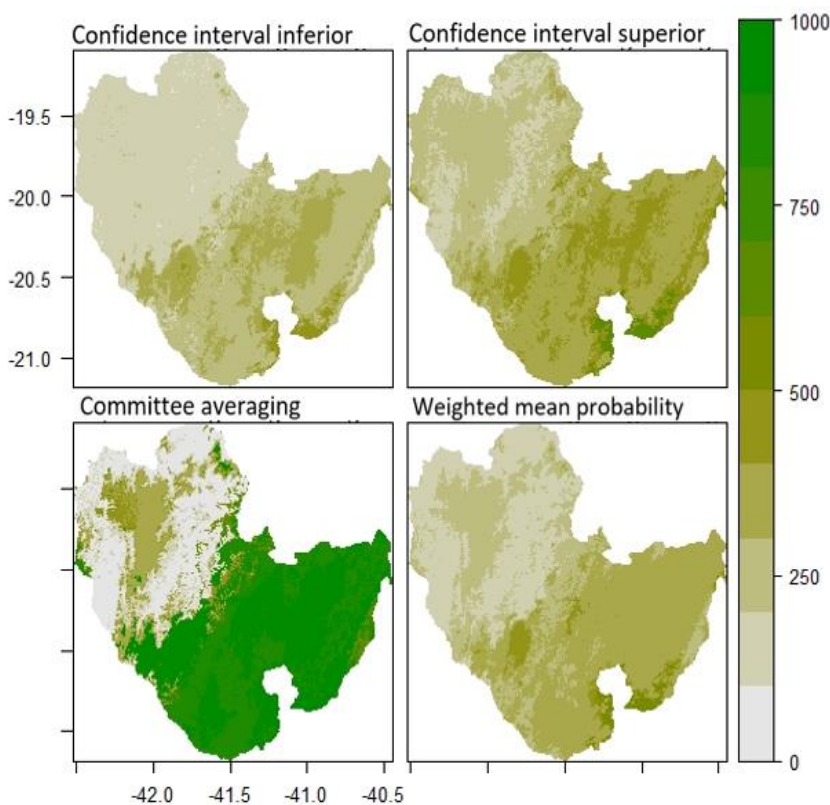 Confidence interval inferior
Confidence interval superior
1000
-19.5
-20.0
750
-20.5
-21.0
Committee averaging
Weighted mean probability
500
250
0
-42.0 -41.5 -41.0 -40.5